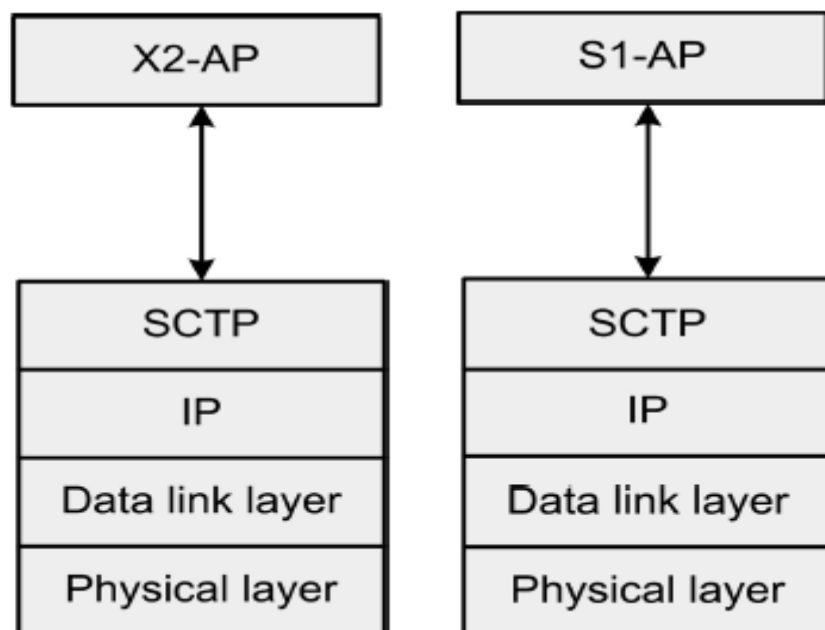 X2-AP
S1-AP
SCTP
IP
Data link layer
Physical layer
SCTP
IP
Data link layer
Physical layer